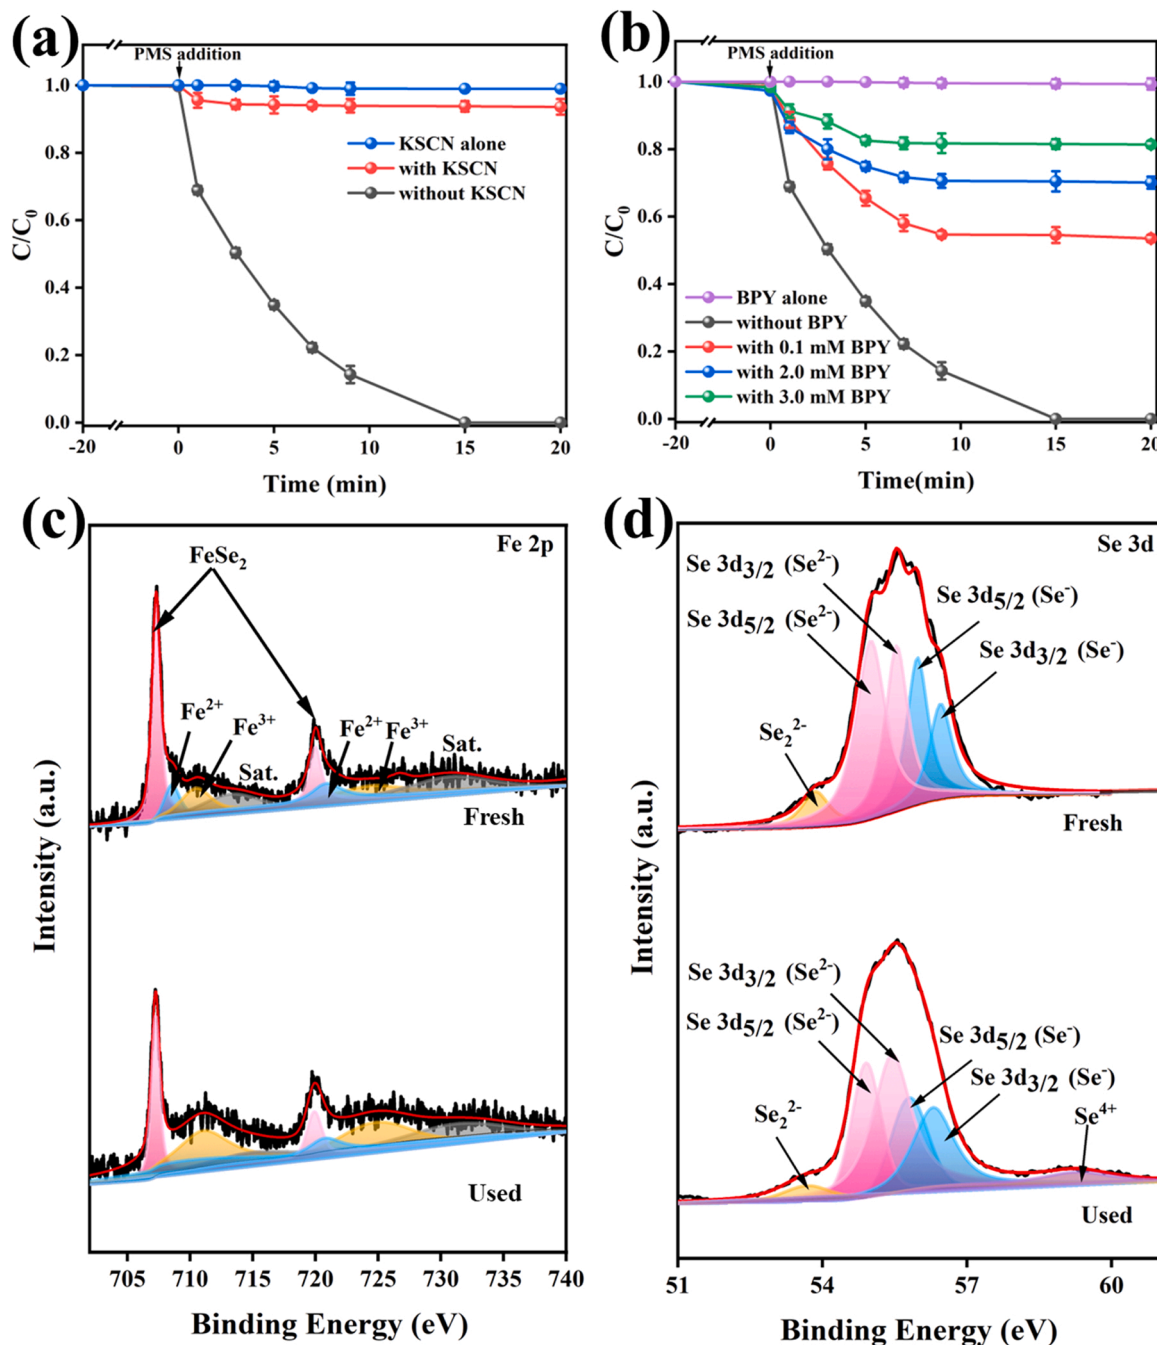 (a)
PMS addition
1.0
0.8
0.6
0.4
0.2
0.0
C/C0
KSCN alone
with KSCN
without KSCN
-20
0
5
10
15
20
Time (min)
(b)
PMS addition
1.0
0.8
0.6
0.4
0.2
0.0
C/C0
BPY alone
without BPY
with 0.1 mM BPY
with 2.0 mM BPY
with 3.0 mM BPY
-20
0
5
10
15
20
Time(min)
(c)
Fe 2p
FeSe2
Fe2+
Fe3+
Sat.
Fe2+
Fe3+
Sat.
Fresh
Used
Intensity (a.u.)
705
710
715
720
725
730
735
740
Binding Energy (eV)
(d)
Se 3d
Se 3d3/2 (Se2-)
Se 3d5/2 (Se2-)
Se 3d5/2 (Se-)
Se 3d3/2 (Se-)
Se2 2-
Fresh
Se 3d3/2 (Se2-)
Se 3d5/2 (Se2-)
Se 3d5/2 (Se-)
Se 3d3/2 (Se-)
Se2 2-
Se4+
Used
Intensity (a.u.)
51
54
57
60
Binding Energy (eV)